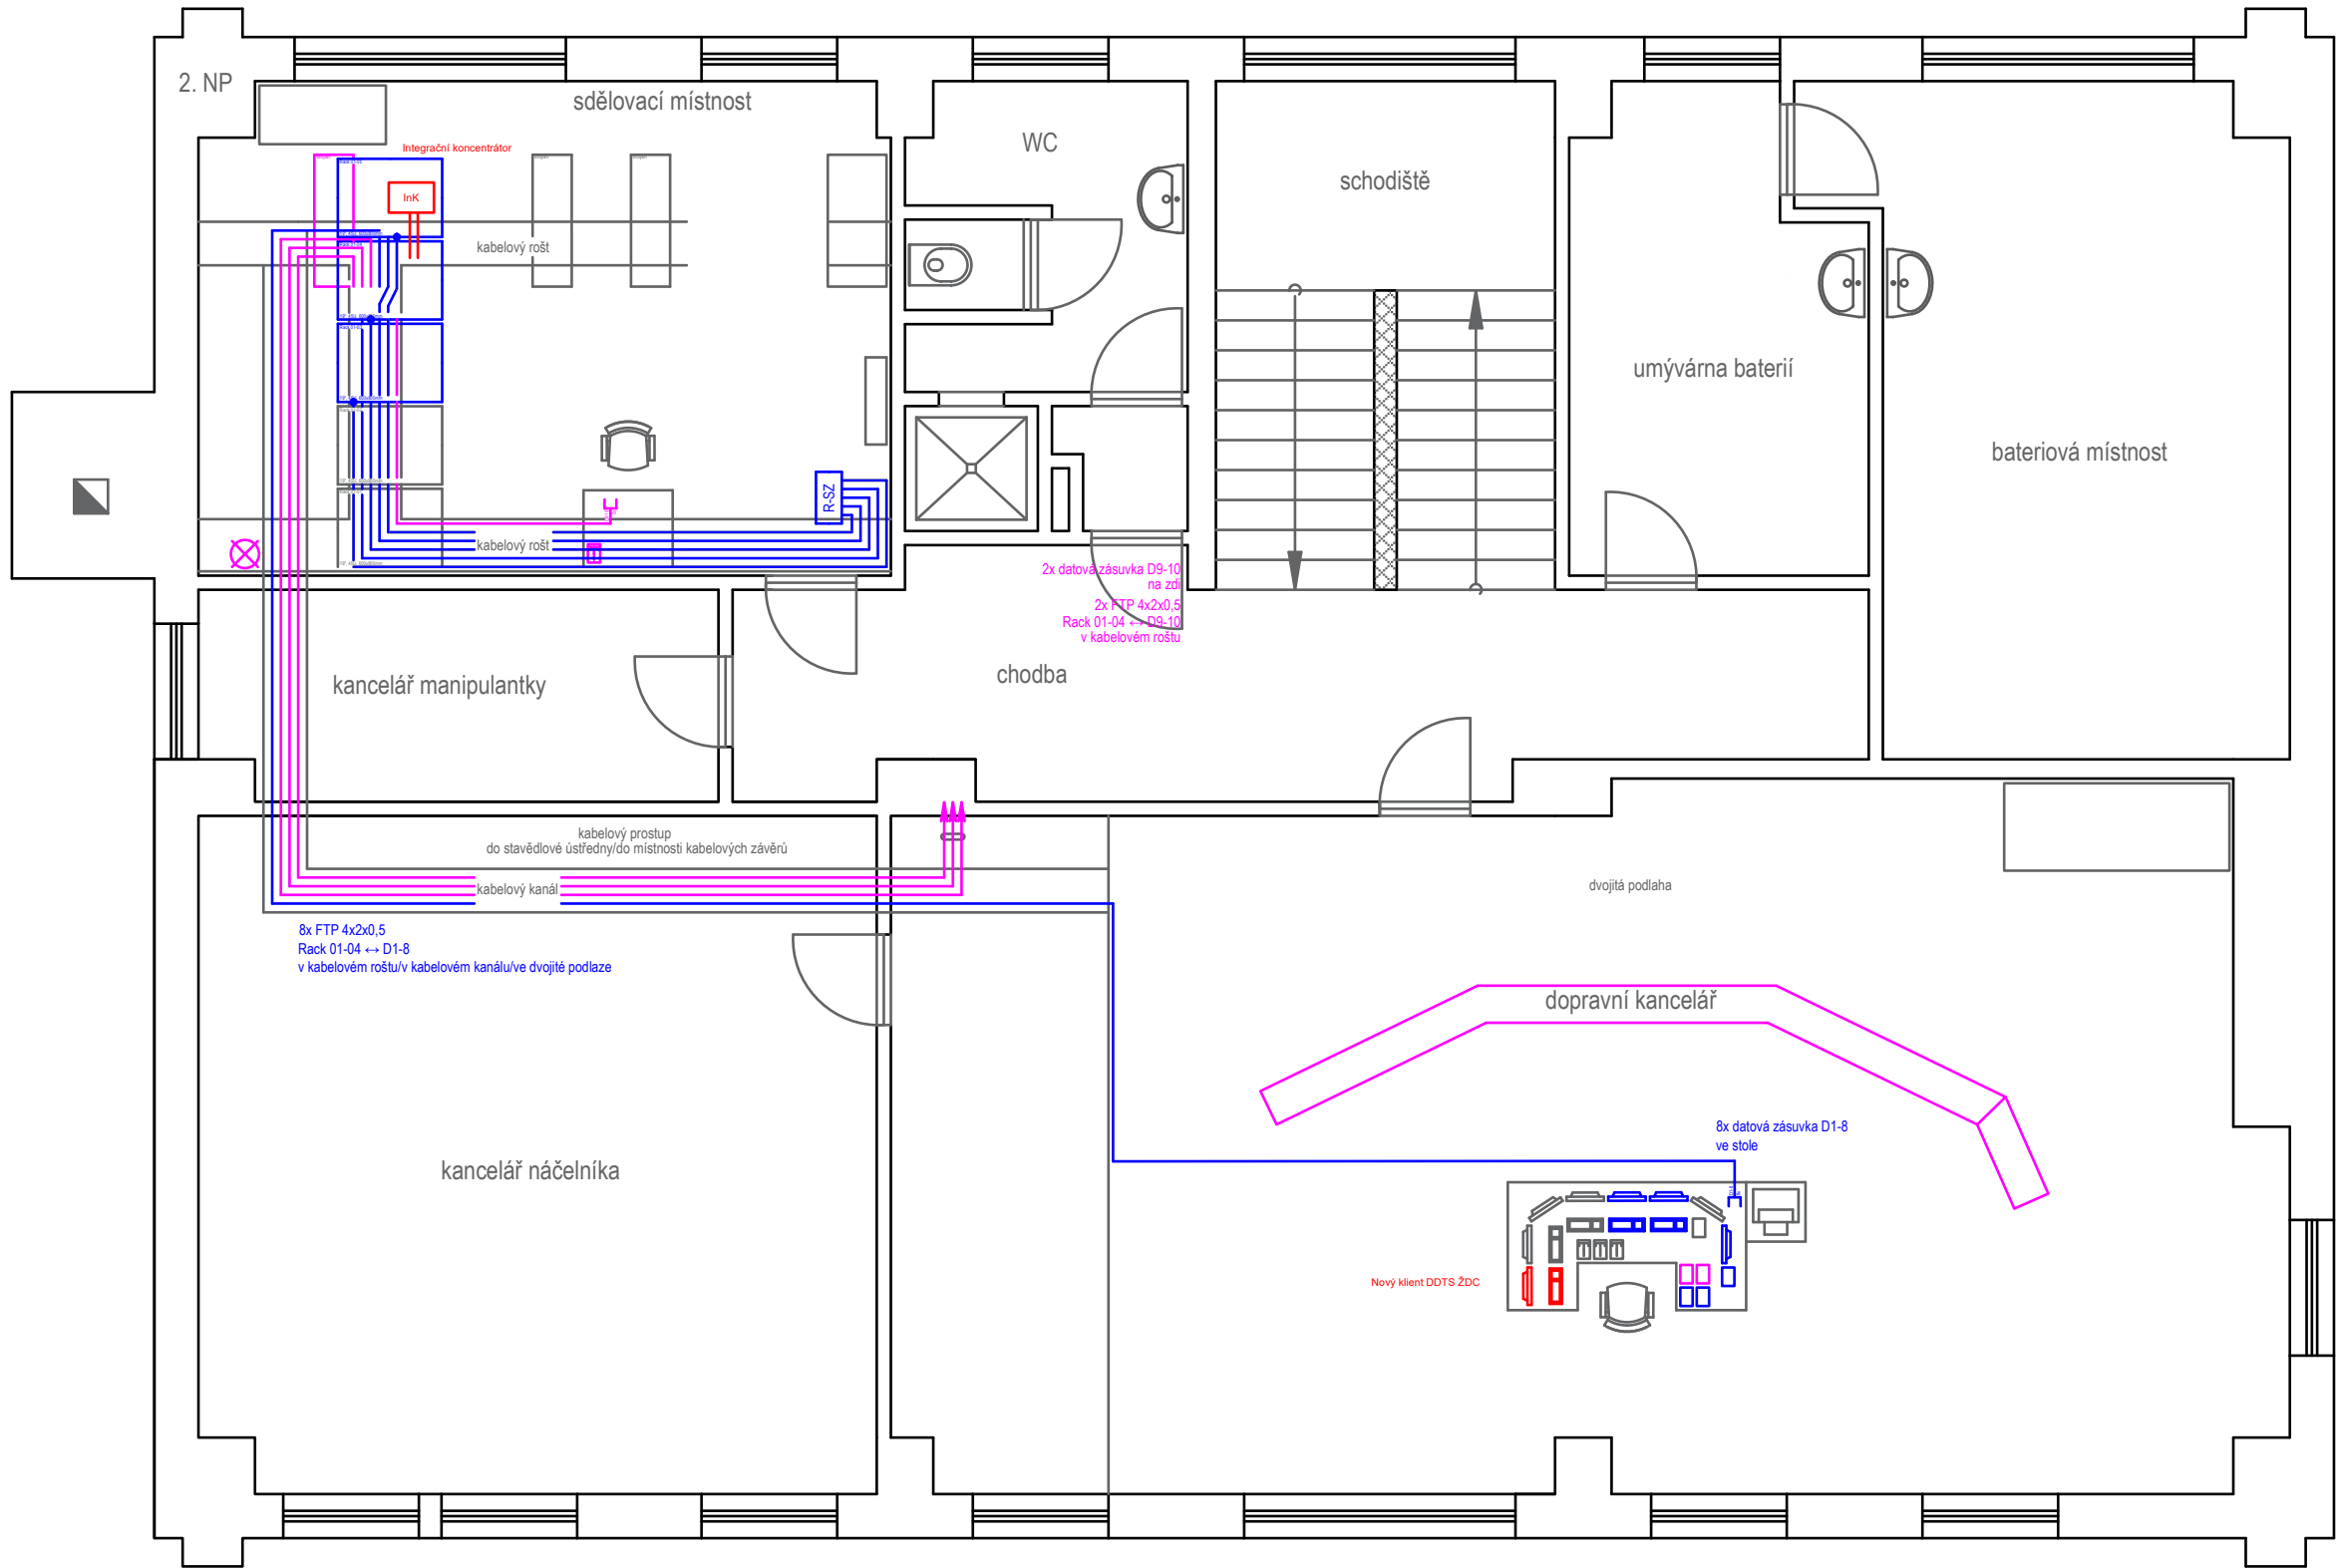 2. NP
sdělovací místnost
Integrační koncentrátor
InK
WC
schodiště
kabelový rošt
umývárna baterií
bateriová místnost
R-SZ
kabelový rošt
2x datová zásuvka D9-10
na zdi
2x FTP 4x2x0,5
Rack 01-04 ↔ D9-10
v kabelovém roštu
kancelář manipulantky
chodba
kabelový prostup
do stavědlové ústředny/do místnosti kabelových závěrů
kabelový kanál
dvojitá podlaha
8x FTP 4x2x0,5
Rack 01-04 ↔ D1-8
v kabelovém roštu/v kabelovém kanálu/ve dvojité podlaze
dopravní kancelář
8x datová zásuvka D1-8
ve stole
kancelář náčelníka
Nový klient DDTS ŽDC